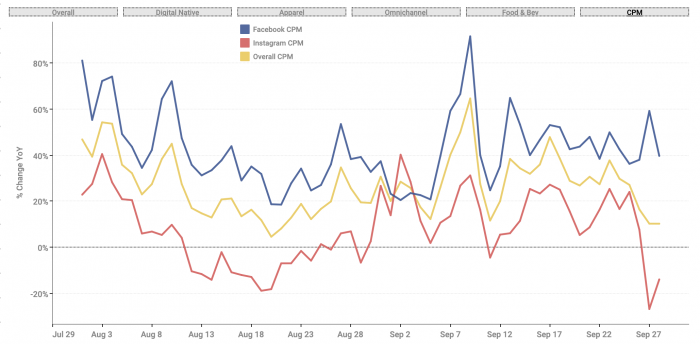 Overall Digital Native Apparel Omnichannel Food & Bev CPM
Facebook CPM
Instagram CPM
Overall CPM
% Change YoY
80%
60%
40%
20%
0%
-20%
Jul 29 Aug 3 Aug 8 Aug 13 Aug 18 Aug 23 Aug 28 Sep 2 Sep 7 Sep 12 Sep 17 Sep 22 Sep 27